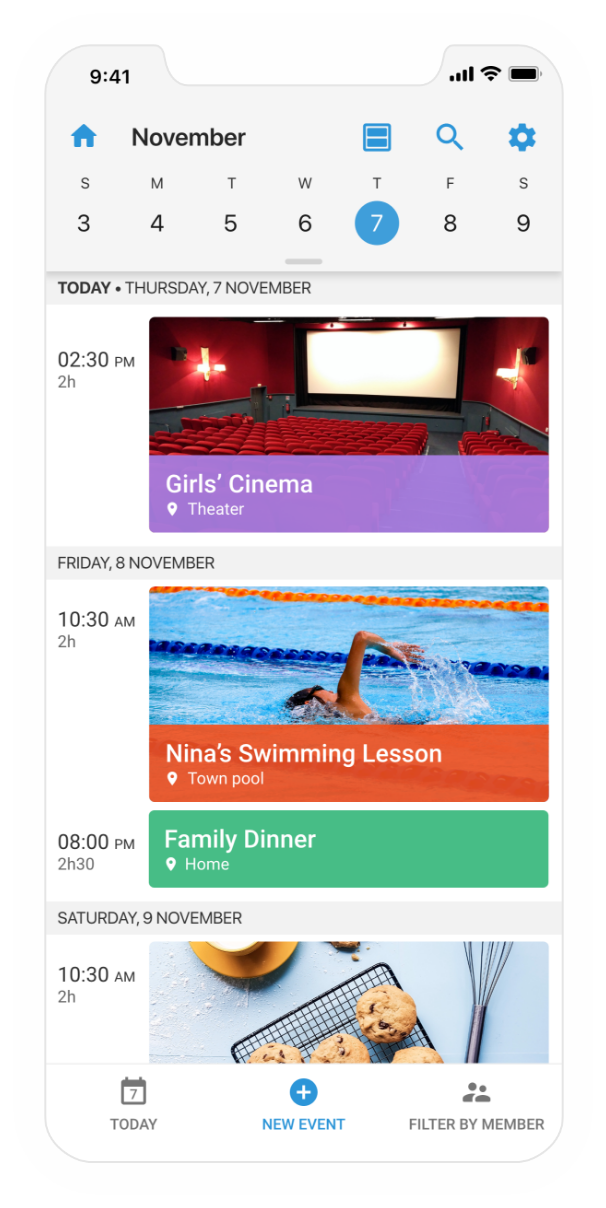 9:41
November
S M T W T F S
3 4 5 6 7 8 9
TODAY • THURSDAY, 7 NOVEMBER
02:30 PM
2h
Girls’ Cinema
Theater
FRIDAY, 8 NOVEMBER
10:30 AM
2h
Nina’s Swimming Lesson
Town pool
08:00 PM
2h30
Family Dinner
Home
SATURDAY, 9 NOVEMBER
10:30 AM
2h
7
TODAY
NEW EVENT
FILTER BY MEMBER